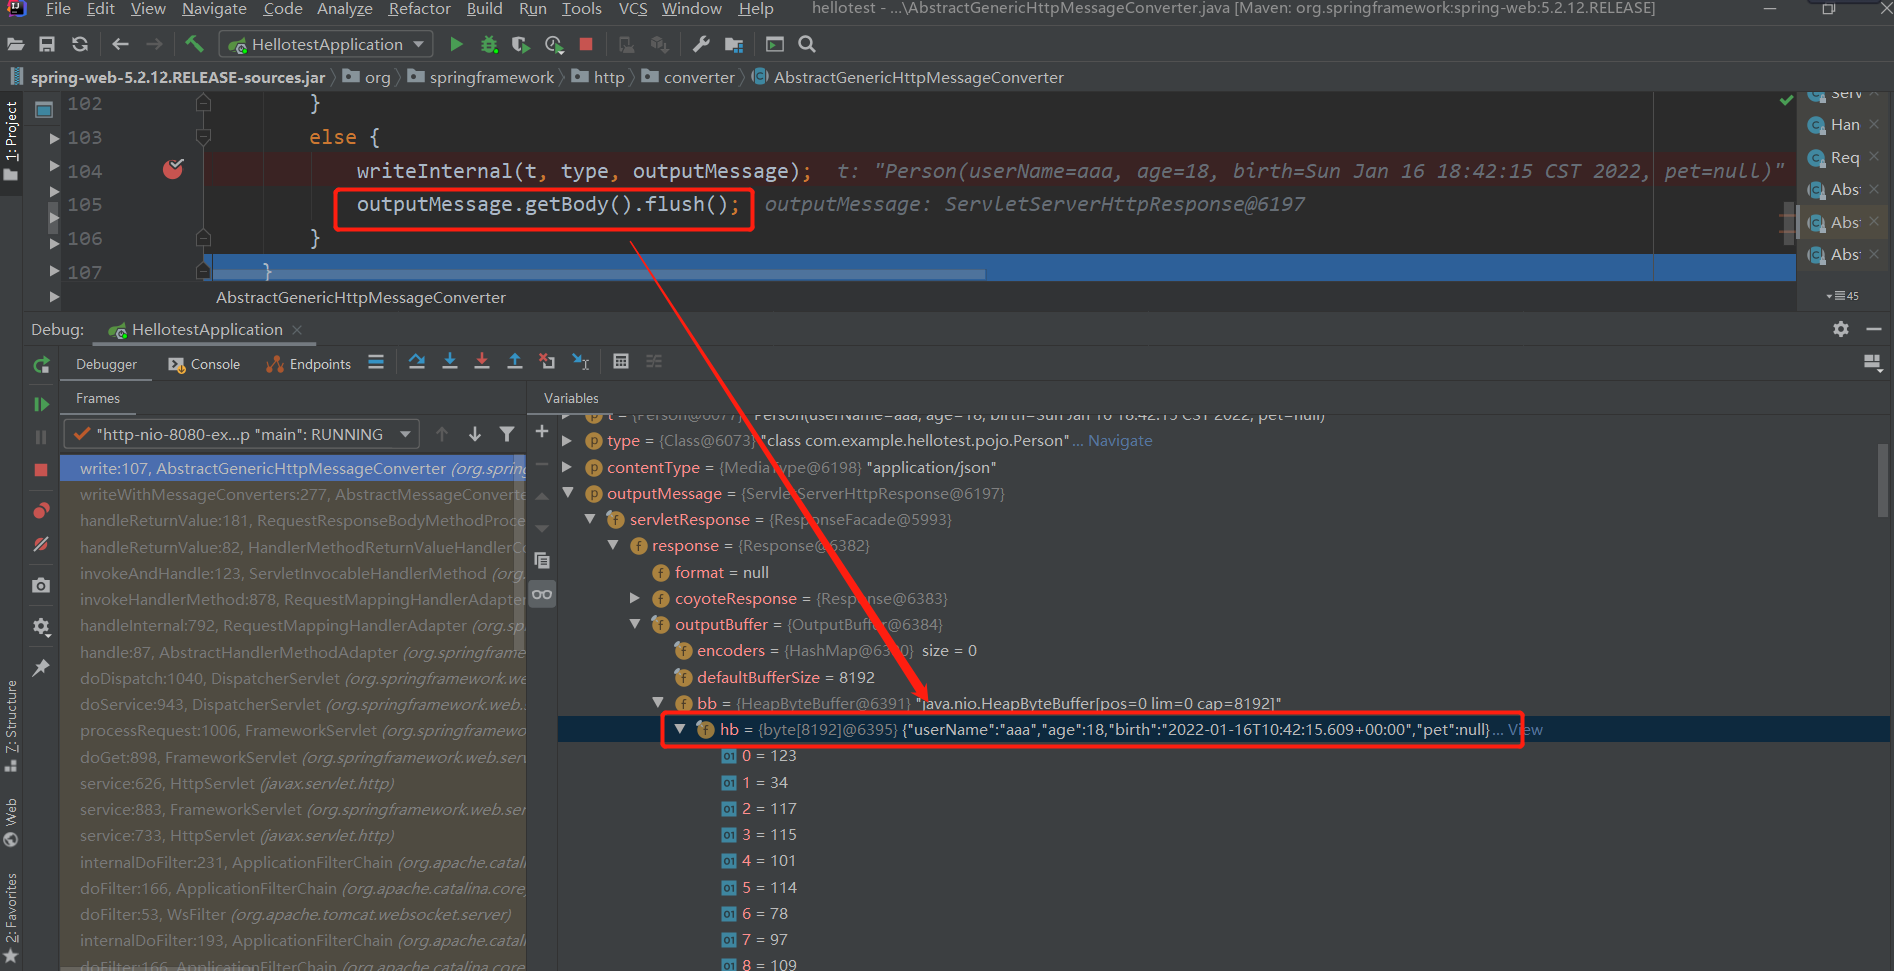 File Edit View Navigate Code Analyze Refactor Build Run Tools VCS Window Help hellotest - ...\AbstractGenericHttpMessageConverter.java [Maven: org.springframework:spring-web:5.2.12.RELEASE]
HellotestApplication
spring-web-5.2.12.RELEASE-sources.jar org springframework http converter AbstractGenericHttpMessageConverter
1: Project
102 }
103 else {
104 writeInternal(t, type, outputMessage); t: "Person(userName=aaa, age=18, birth=Sun Jan 16 18:42:15 CST 2022, pet=null)"
105 outputMessage.getBody().flush(); outputMessage: ServletServerHttpResponse@6197
106 }
107 }
AbstractGenericHttpMessageConverter
Serv
Han
Req
Abs
Abs
Abs
45
Debug: HellotestApplication
Debugger Console Endpoints
Frames
"http-nio-8080-ex...p "main": RUNNING
write:107, AbstractGenericHttpMessageConverter (org.spring
writeWithMessageConverters:277, AbstractMessageConverte
handleReturnValue:181, RequestResponseBodyMethodProce
handleReturnValue:82, HandlerMethodReturnValueHandlerCo
invokeAndHandle:123, ServletInvocableHandlerMethod (org.
invokeHandlerMethod:878, RequestMappingHandlerAdapter
handleInternal:792, RequestMappingHandlerAdapter (org.sp
handle:87, AbstractHandlerMethodAdapter (org.springframe
doDispatch:1040, DispatcherServlet (org.springframework.we
doService:943, DispatcherServlet (org.springframework.web.s
processRequest:1006, FrameworkServlet (org.springframewo
doGet:898, FrameworkServlet (org.springframework.web.serv
service:626, HttpServlet (javax.servlet.http)
service:883, FrameworkServlet (org.springframework.web.ser
service:733, HttpServlet (javax.servlet.http)
internalDoFilter:231, ApplicationFilterChain (org.apache.catali
doFilter:166, ApplicationFilterChain (org.apache.catalina.core)
doFilter:53, WsFilter (org.apache.tomcat.websocket.server)
internalDoFilter:193, ApplicationFilterChain (org.apache.catali
doFilter:166, ApplicationFilterChain (org.apache.catalina.core)
Variables
t = {Person@6077} "Person(userName=aaa, age=18, birth=Sun Jan 16 18:42:15 CST 2022, pet=null)"
type = {Class@6073} "class com.example.hellotest.pojo.Person" ... Navigate
contentType = {MediaType@6198} "application/json"
outputMessage = {ServletServerHttpResponse@6197}
servletResponse = {ResponseFacade@5993}
response = {Response@6382}
format = null
coyoteResponse = {Response@6383}
outputBuffer = {OutputBuffer@6384}
encoders = {HashMap@6390} size = 0
defaultBufferSize = 8192
bb = {HeapByteBuffer@6391} "java.nio.HeapByteBuffer[pos=0 lim=0 cap=8192]"
hb = {byte[8192]@6395} {"userName":"aaa","age":18,"birth":"2022-01-16T10:42:15.609+00:00","pet":null} ... View
0 = 123
1 = 34
2 = 117
3 = 115
4 = 101
5 = 114
6 = 78
7 = 97
8 = 109
7: Structure
Web
2: Favorites